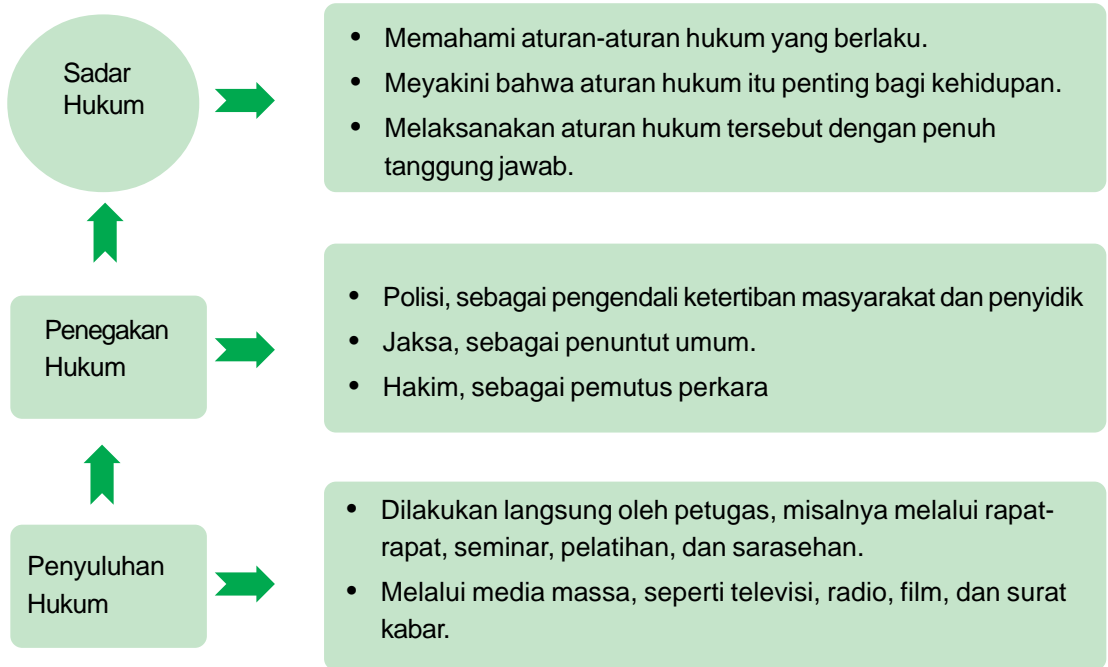 Sadar
Hukum
• Memahami aturan-aturan hukum yang berlaku.
• Meyakini bahwa aturan hukum itu penting bagi kehidupan.
• Melaksanakan aturan hukum tersebut dengan penuh
tanggung jawab.
Penegakan
Hukum
• Polisi, sebagai pengendali ketertiban masyarakat dan penyidik
• Jaksa, sebagai penuntut umum.
• Hakim, sebagai pemutus perkara
Penyuluhan
Hukum
• Dilakukan langsung oleh petugas, misalnya melalui rapat-
rapat, seminar, pelatihan, dan sarasehan.
• Melalui media massa, seperti televisi, radio, film, dan surat
kabar.